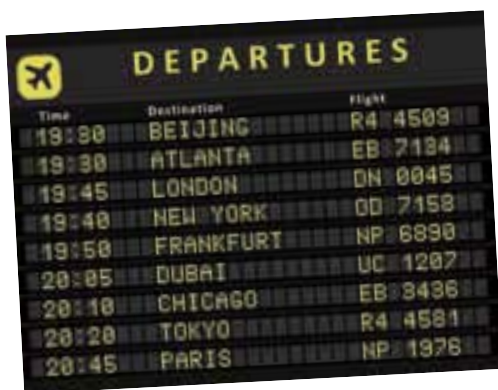 DEPARTURES
Time Destination Flight
19:30 BEIJING R4 4509
19:30 ATLANTA EB 7134
19:45 LONDON DN 0045
19:40 NEW YORK OD 7158
19:50 FRANKFURT NP 6890
20:05 DUBAI UC 1207
20:10 CHICAGO EB 3436
20:20 TOKYO R4 4581
20:45 PARIS NP 1976